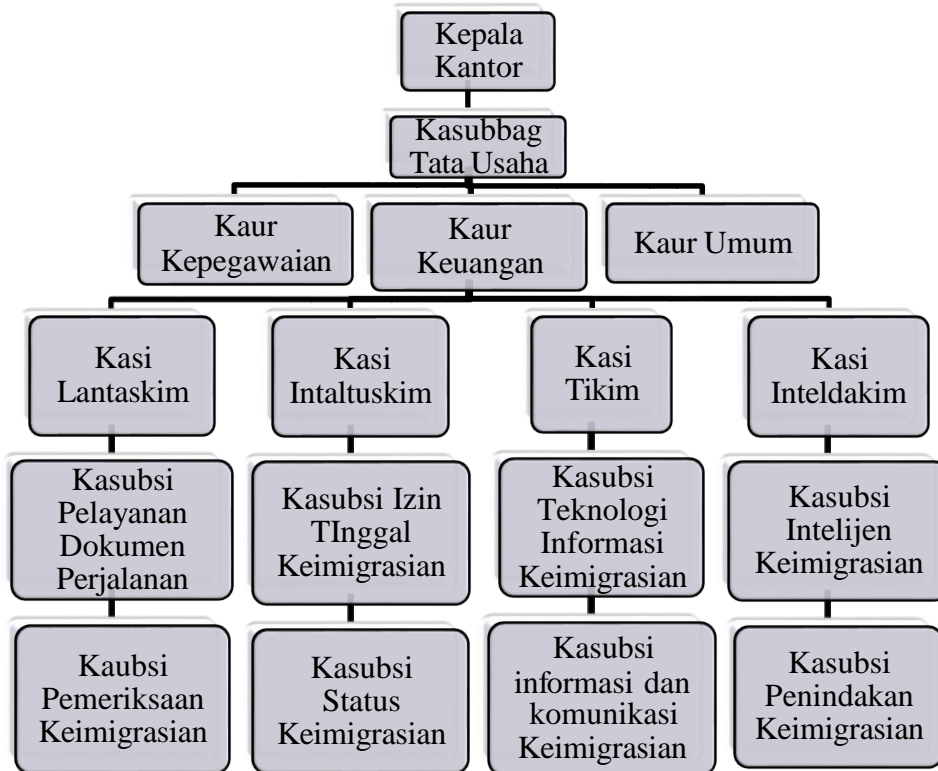 Kepala
Kantor
Kasubbag
Tata Usaha
Kaur
Kepegawaian
Kaur
Keuangan
Kaur Umum
Kasi
Lantaskim
Kasi
Intaltuskim
Kasi
Tikim
Kasi
Inteldakim
Kasubsi
Pelayanan
Dokumen
Perjalanan
Kasubsi Izin
TInggal
Keimigrasian
Kasubsi
Teknologi
Informasi
Keimigrasian
Kasubsi
Intelijen
Keimigrasian
Kaubsi
Pemeriksaan
Keimigrasian
Kasubsi
Status
Keimigrasian
Kasubsi
informasi dan
komunikasi
Keimigrasian
Kasubsi
Penindakan
Keimigrasian